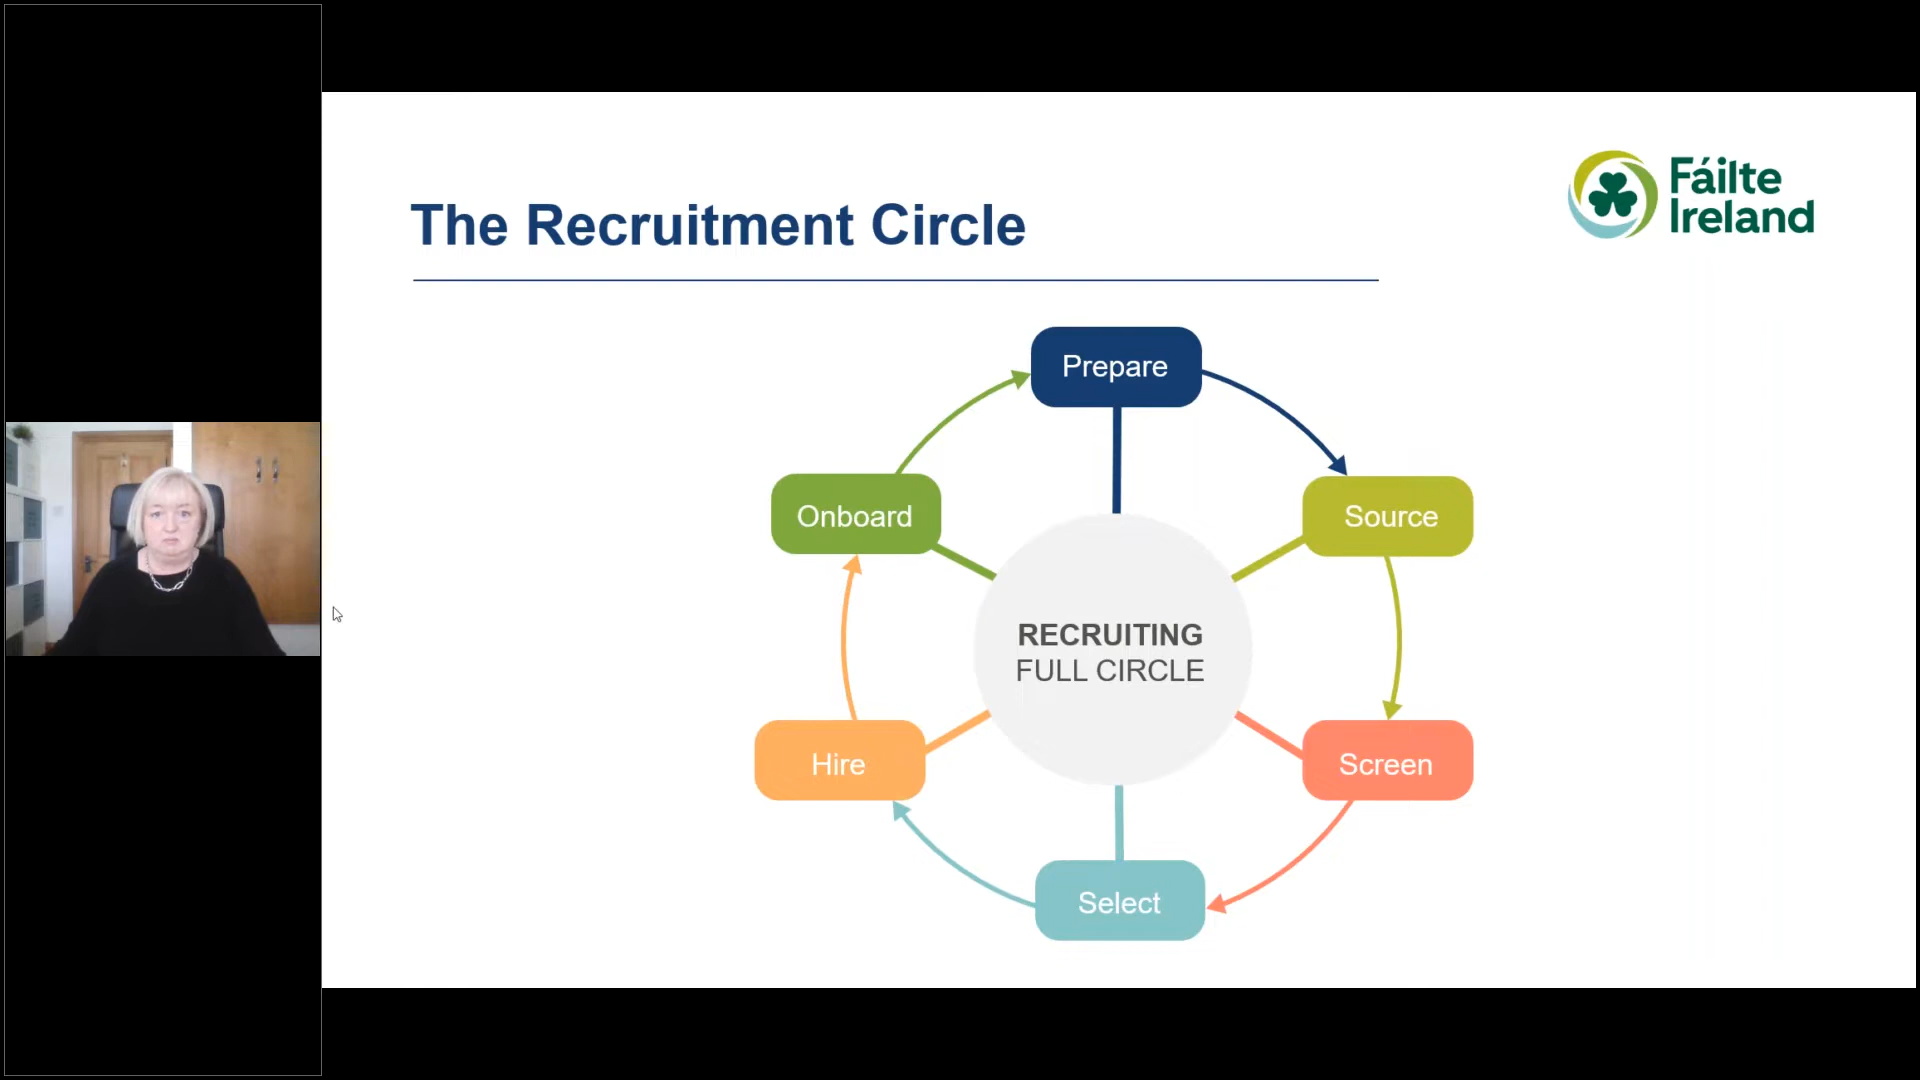 The Recruitment Circle
Fáilte
Ireland
Prepare
Source
Screen
Select
Hire
Onboard
RECRUITING
FULL CIRCLE